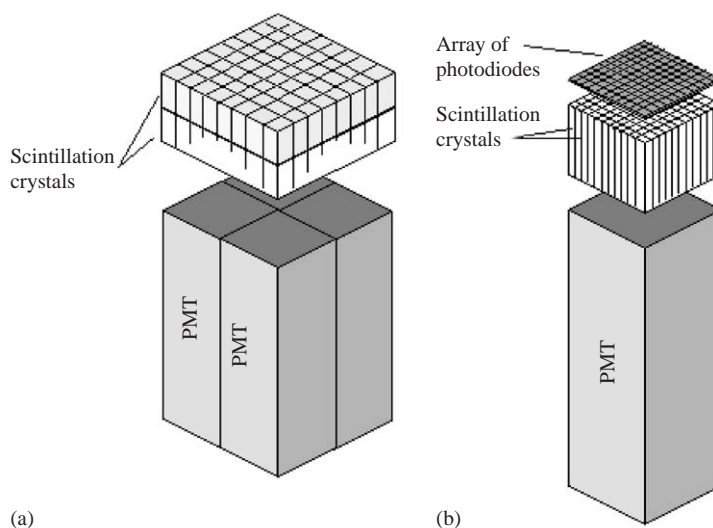 Scintillation
crystals
PMT
PMT
(a)
Array of
photodiodes
Scintillation
crystals
PMT
(b)